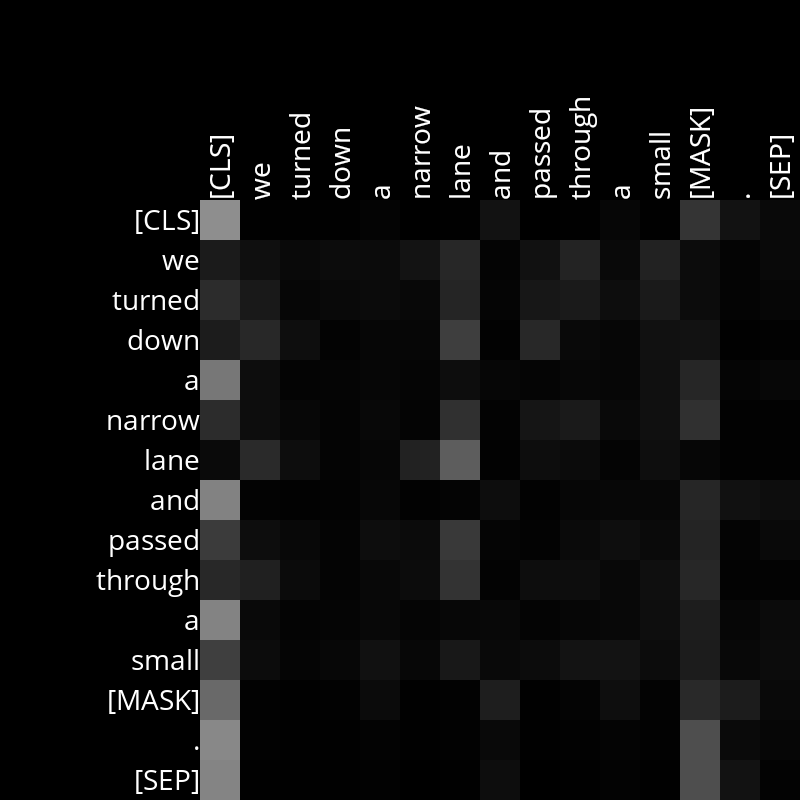 [CLS] we turned down a narrow lane and passed through a small [MASK] . [SEP]
[CLS]
we
turned
down
a
narrow
lane
and
passed
through
a
small
[MASK]
.
[SEP]